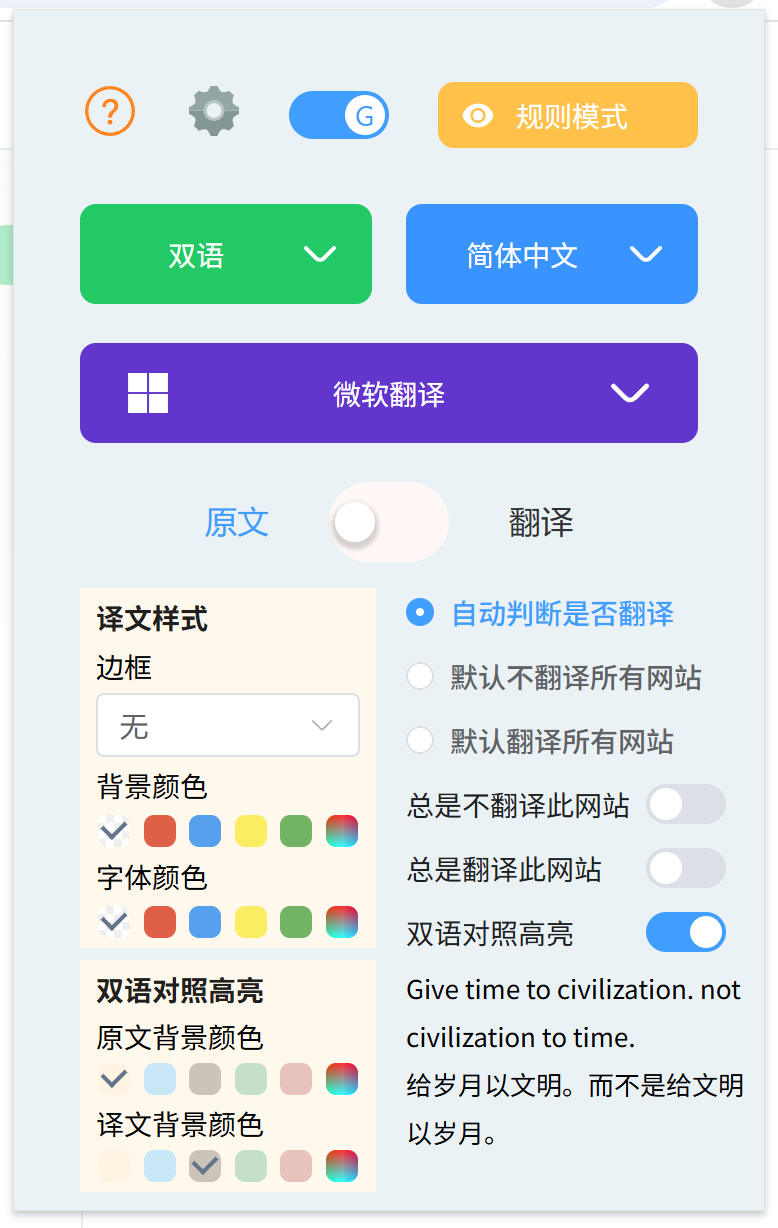 ?
G
规则模式
双语
简体中文
微软翻译
原文
翻译
译文样式
边框
无
背景颜色
字体颜色
双语对照高亮
原文背景颜色
译文背景颜色
自动判断是否翻译
默认不翻译所有网站
默认翻译所有网站
总是不翻译此网站
总是翻译此网站
双语对照高亮
Give time to civilization. not
civilization to time.
给岁月以文明。而不是给文明
以岁月。